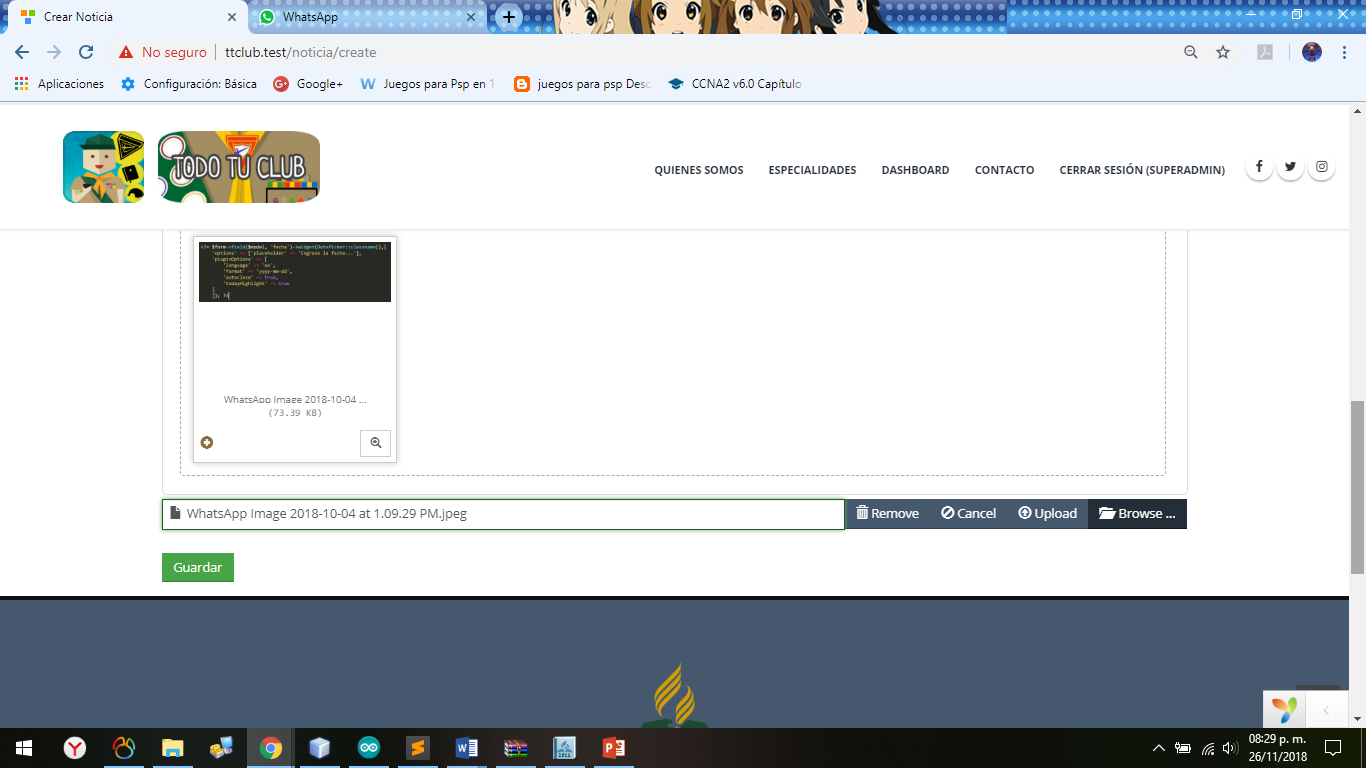 Crear Noticia
WhatsApp
No seguro
ttclub.test/noticia/create
Aplicaciones
Configuración: Básica
Google+
Juegos para Psp en 1
juegos para psp Desc
CCNA2 v6.0 Capítulo
TODO TU CLUB
QUIENES SOMOS
ESPECIALIDADES
DASHBOARD
CONTACTO
CERRAR SESIÓN (SUPERADMIN)
<?= $form->field($model, 'fecha')->widget(DatePicker::classname(),[
'options' => ['placeholder' => 'Ingrese la fecha...'],
'pluginOptions' => [
'language' => 'es',
'format' => 'yyyy-mm-dd',
'autoclose' => true,
'todayHighlight' => true
]
]); ?>
WhatsApp Image 2018-10-04 ...
(73.39 KB)
WhatsApp Image 2018-10-04 at 1.09.29 PM.jpeg
Remove
Cancel
Upload
Browse ...
Guardar
08:29 p. m.
26/11/2018